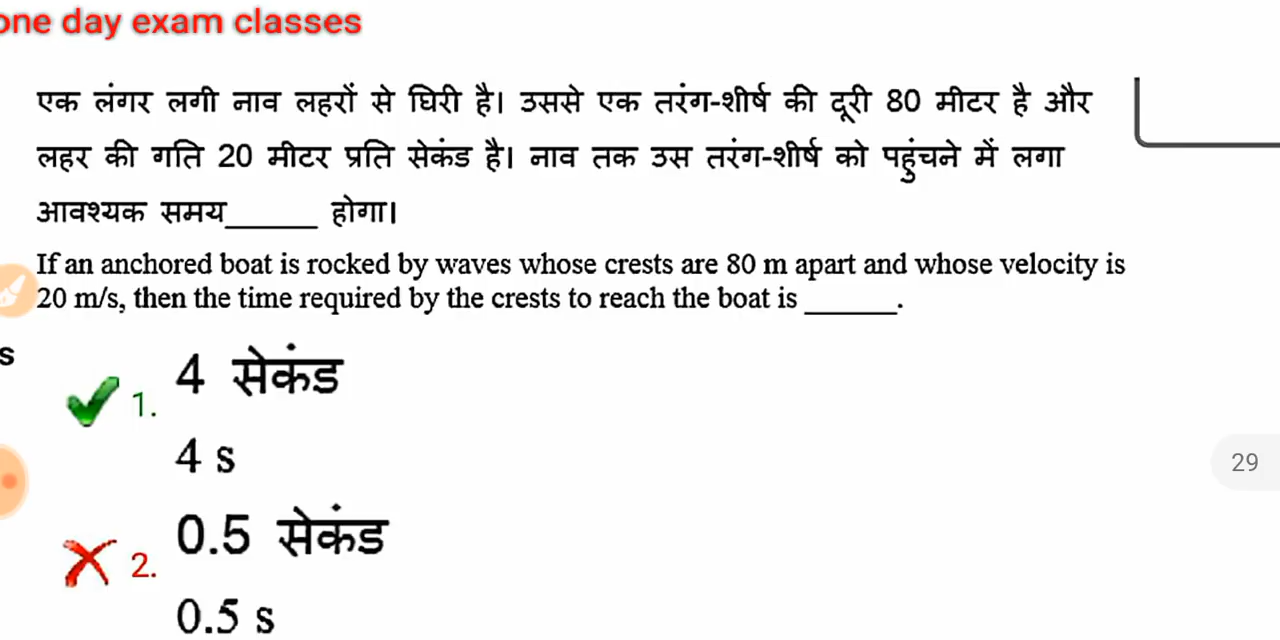 one day exam classes
एक लंगर लगी नाव लहरों से घिरी है। उससे एक तरंग-शीर्ष की दूरी 80 मीटर है और
लहर की गति 20 मीटर प्रति सेकंड है। नाव तक उस तरंग-शीर्ष को पहुंचने में लगा
आवश्यक समय______ होगा।
If an anchored boat is rocked by waves whose crests are 80 m apart and whose velocity is
20 m/s, then the time required by the crests to reach the boat is ______.
s
1. 4 सेकंड
4 s
29
2. 0.5 सेकंड
0.5 s